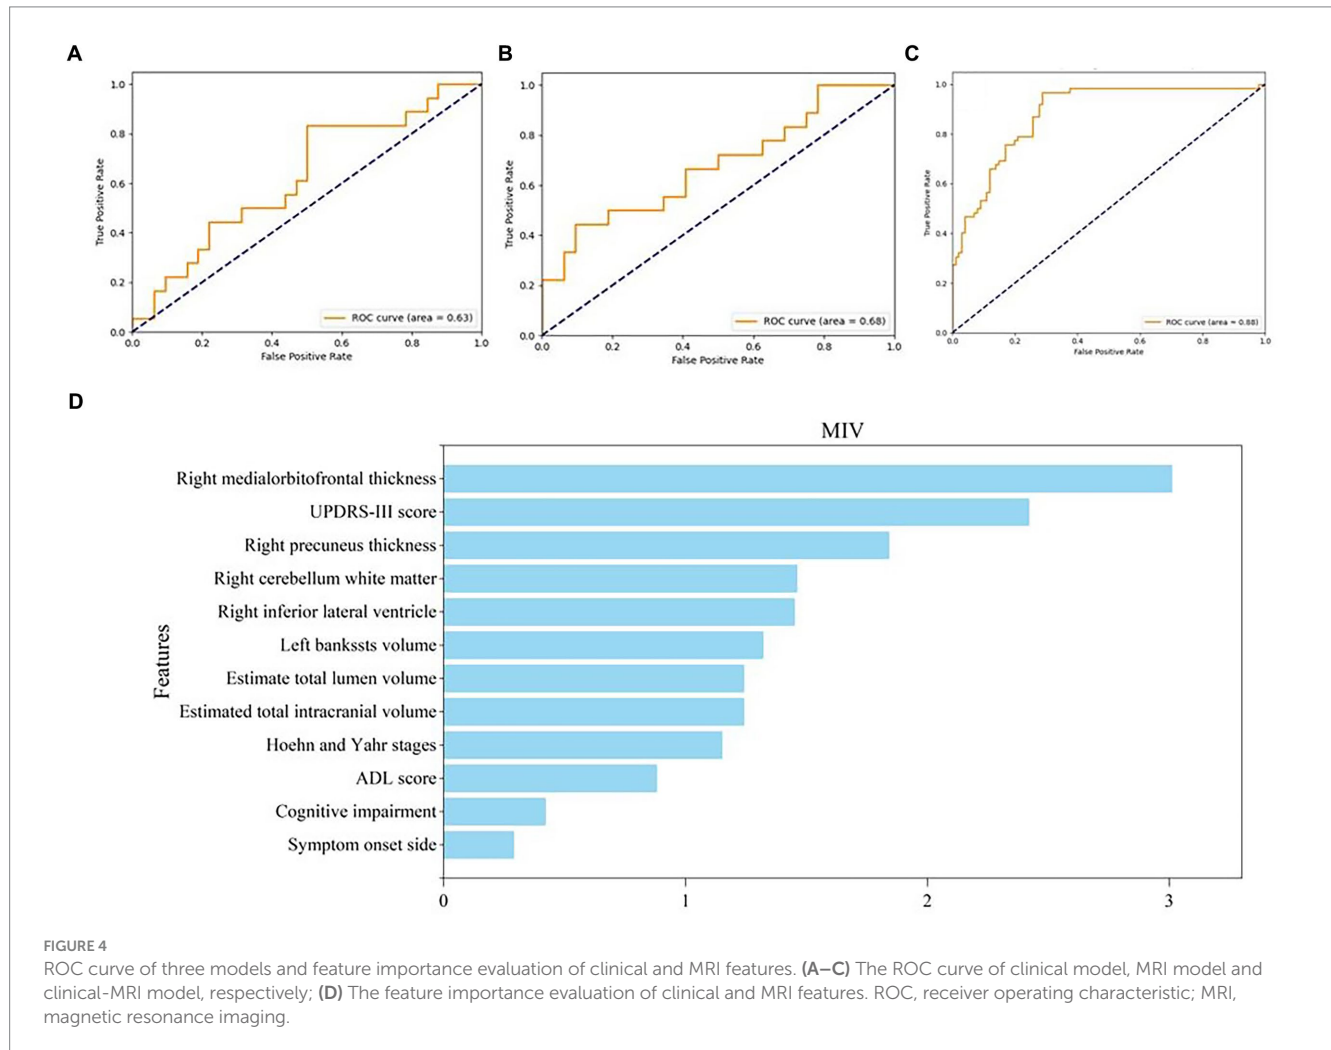 A
1.0
0.8
0.6
0.4
0.2
0.0
True Positive Rate
ROC curve (area = 0.63)
0.0 0.2 0.4 0.6 0.8 1.0
False Positive Rate
B
1.0
0.8
0.6
0.4
0.2
0.0
True Positive Rate
ROC curve (area = 0.68)
0.0 0.2 0.4 0.6 0.8 1.0
False Positive Rate
C
1.0
0.8
0.6
0.4
0.2
0.0
True Positive Rate
ROC curve (area = 0.88)
0.0 0.2 0.4 0.6 0.8 1.0
False Positive Rate
D
MIV
Features
Right medialorbitofrontal thickness
UPDRS-III score
Right precuneus thickness
Right cerebellum white matter
Right inferior lateral ventricle
Left bankssts volume
Estimate total lumen volume
Estimated total intracranial volume
Hoehn and Yahr stages
ADL score
Cognitive impairment
Symptom onset side
0 1 2 3
FIGURE 4
ROC curve of three models and feature importance evaluation of clinical and MRI features. (A–C) The ROC curve of clinical model, MRI model and
clinical-MRI model, respectively; (D) The feature importance evaluation of clinical and MRI features. ROC, receiver operating characteristic; MRI,
magnetic resonance imaging.